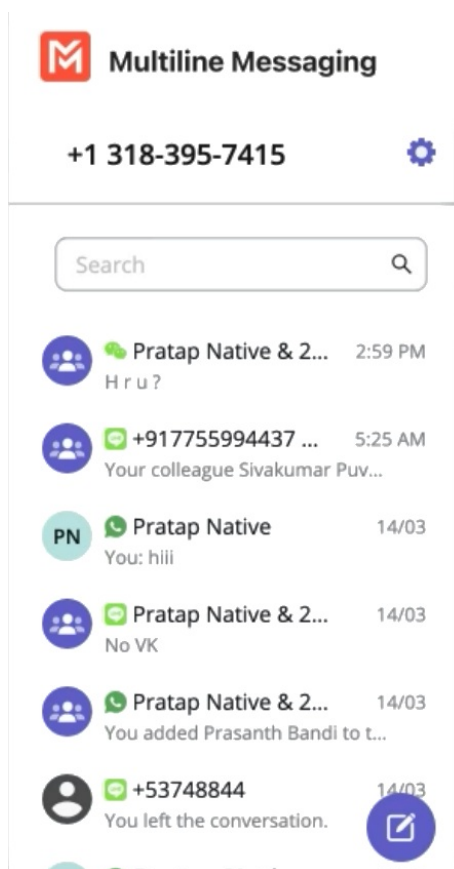 Multiline Messaging
+1 318-395-7415
Search
Pratap Native & 2... 2:59 PM
H r u ?
+917755994437 ... 5:25 AM
Your colleague Sivakumar Puv...
PN Pratap Native 14/03
You: hiii
Pratap Native & 2... 14/03
No VK
Pratap Native & 2... 14/03
You added Prasanth Bandi to t...
+53748844 14/03
You left the conversation.